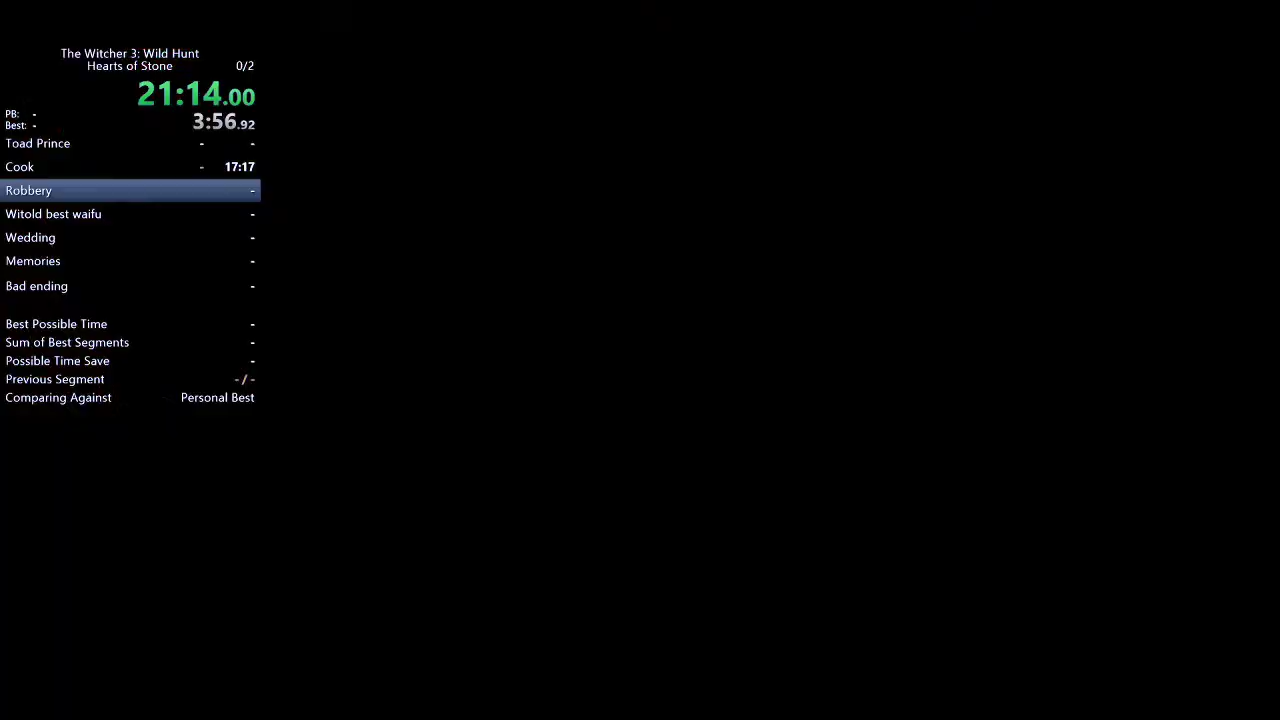 The Witcher 3: Wild Hunt
Hearts of Stone 0/2
21:14.00
PB: - 3:56.92
Best: -
Toad Prince - -
Cook - 17:17
Robbery -
Witold best waifu -
Wedding -
Memories -
Bad ending -
Best Possible Time -
Sum of Best Segments -
Possible Time Save -
Previous Segment - / -
Comparing Against Personal Best